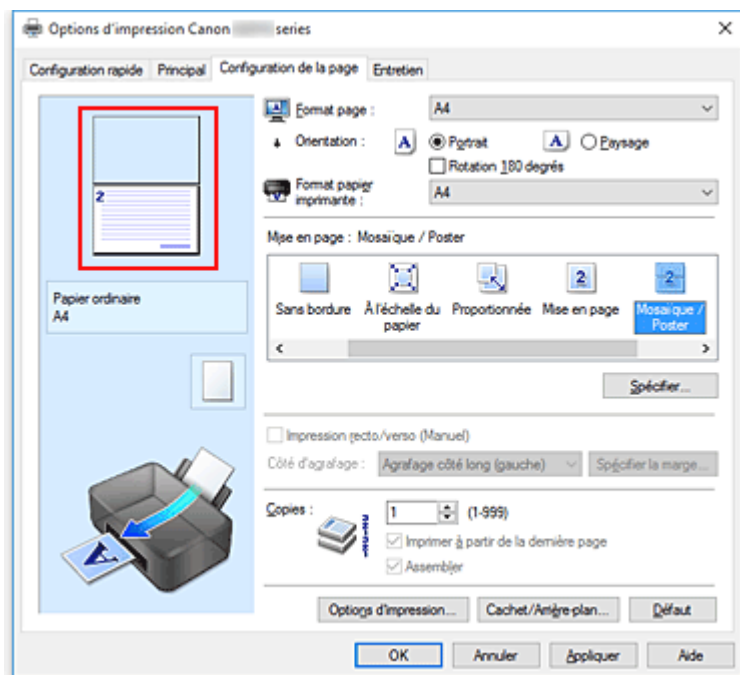 Options d'impression Canon series
Configuration rapide Principal Configuration de la page Entretien
2
Papier ordinaire
A4
A
Format page : A4
Orientation : A Portrait A Paysage
Rotation 180 degrés
Format papier
imprimante : A4
Mise en page : Mosaïque / Poster
2 2
Sans bordure À l'échelle du papier Proportionnée Mise en page Mosaïque / Poster
Spécifier...
Impression recto/verso (Manuel)
Côté d'agrafage : Agrafage côté long (gauche) Spécifier la marge...
Copies : 1 (1-999)
Imprimer à partir de la dernière page
Assembler
Options d'impression... Cachet/Arrière-plan... Défaut
OK Annuler Appliquer Aide